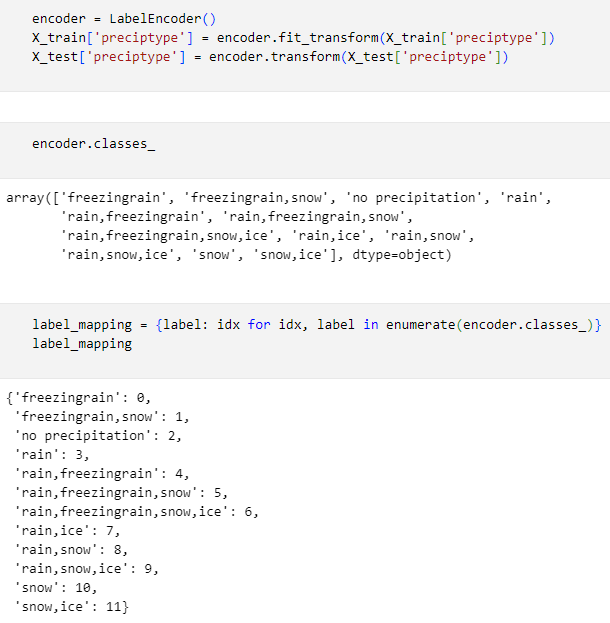 encoder = LabelEncoder()
X_train['preciptype'] = encoder.fit_transform(X_train['preciptype'])
X_test['preciptype'] = encoder.transform(X_test['preciptype'])
encoder.classes_
array(['freezingrain', 'freezingrain,snow', 'no precipitation', 'rain',
'rain,freezingrain', 'rain,freezingrain,snow',
'rain,freezingrain,snow,ice', 'rain,ice', 'rain,snow',
'rain,snow,ice', 'snow', 'snow,ice'], dtype=object)
label_mapping = {label: idx for idx, label in enumerate(encoder.classes_)}
label_mapping
{'freezingrain': 0,
'freezingrain,snow': 1,
'no precipitation': 2,
'rain': 3,
'rain,freezingrain': 4,
'rain,freezingrain,snow': 5,
'rain,freezingrain,snow,ice': 6,
'rain,ice': 7,
'rain,snow': 8,
'rain,snow,ice': 9,
'snow': 10,
'snow,ice': 11}